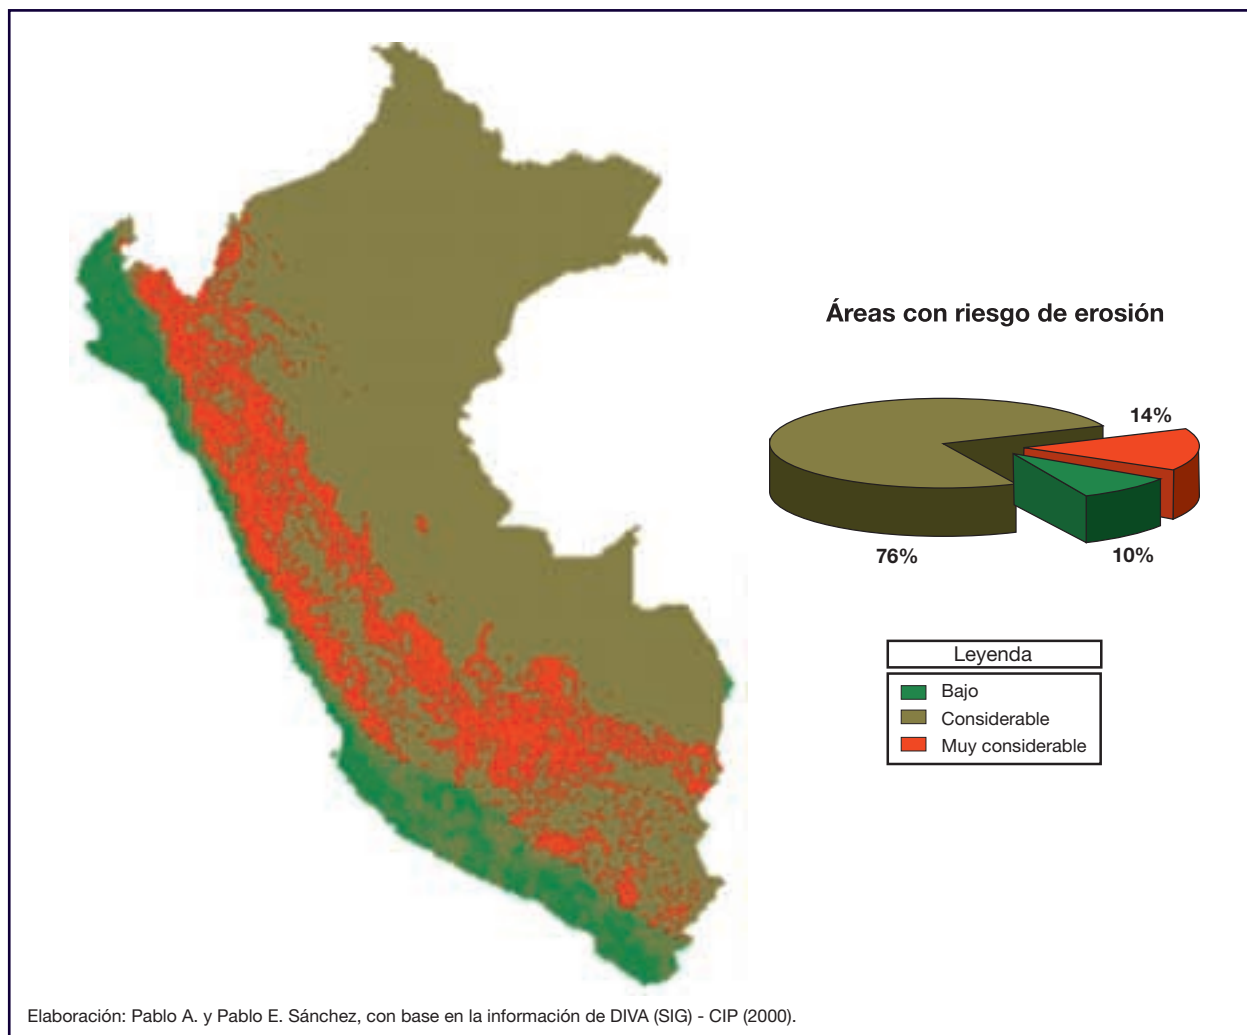 Áreas con riesgo de erosión
14%
76%
10%
Leyenda
Bajo
Considerable
Muy considerable
Elaboración: Pablo A. y Pablo E. Sánchez, con base en la información de DIVA (SIG) - CIP (2000).